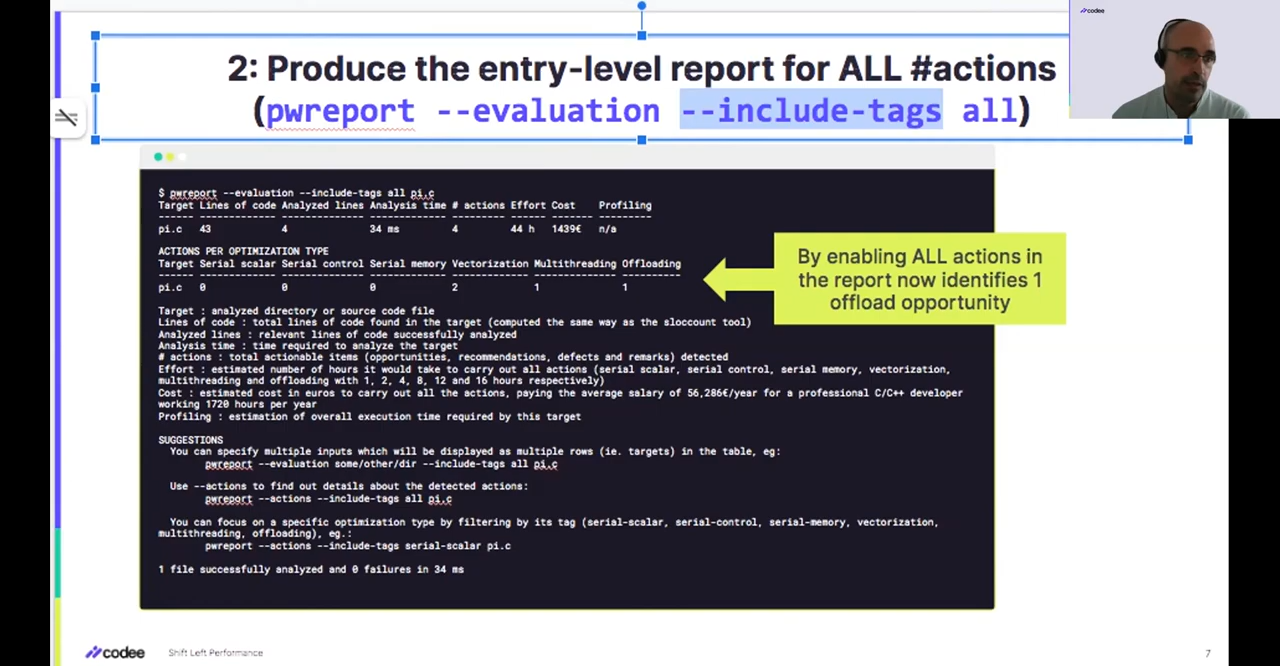 codee
2: Produce the entry-level report for ALL #actions
(pwreport --evaluation --include-tags all)
$ pwreport --evaluation --include-tags all pi.c
Target Lines of code Analyzed lines Analysis time # actions Effort Cost Profiling
------ ------------- -------------- ------------- --------- ------ ------- ---------
pi.c 43 4 34 ms 4 44 h 1439€ n/a
ACTIONS PER OPTIMIZATION TYPE
Target Serial scalar Serial control Serial memory Vectorization Multithreading Offloading
------ ------------- -------------- ------------- ------------- -------------- ----------
pi.c 0 0 0 2 1 1
By enabling ALL actions in
the report now identifies 1
offload opportunity
Target : analyzed directory or source code file
Lines of code : total lines of code found in the target (computed the same way as the sloccount tool)
Analyzed lines : relevant lines of code successfully analyzed
Analysis time : time required to analyze the target
# actions : total actionable items (opportunities, recommendations, defects and remarks) detected
Effort : estimated number of hours it would take to carry out all actions (serial scalar, serial control, serial memory, vectorization,
multithreading and offloading with 1, 2, 4, 8, 12 and 16 hours respectively)
Cost : estimated cost in euros to carry out all the actions, paying the average salary of 56,286€/year for a professional C/C++ developer
working 1720 hours per year
Profiling : estimation of overall execution time required by this target
SUGGESTIONS
You can specify multiple inputs which will be displayed as multiple rows (ie. targets) in the table, eg:
pwreport --evaluation some/other/dir --include-tags all pi.c
Use --actions to find out details about the detected actions:
pwreport --actions --include-tags all pi.c
You can focus on a specific optimization type by filtering by its tag (serial-scalar, serial-control, serial-memory, vectorization,
multithreading, offloading), eg.:
pwreport --actions --include-tags serial-scalar pi.c
1 file successfully analyzed and 0 failures in 34 ms
codee Shift Left Performance 7